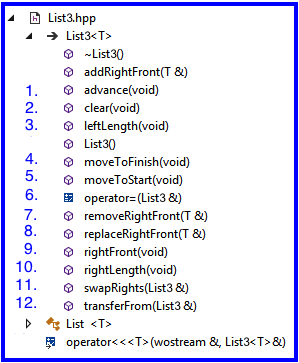 List3.hpp
List3<T>
~List3()
addRightFront(T &)
1. advance(void)
2. clear(void)
3. leftLength(void)
List3()
4. moveToFinish(void)
5. moveToStart(void)
6. operator=(List3 &)
7. removeRightFront(T &)
8. replaceRightFront(T &)
9. rightFront(void)
10. rightLength(void)
11. swapRights(List3 &)
12. transferFrom(List3 &)
List <T>
operator<<<T>(wostream &, List3<T> &)